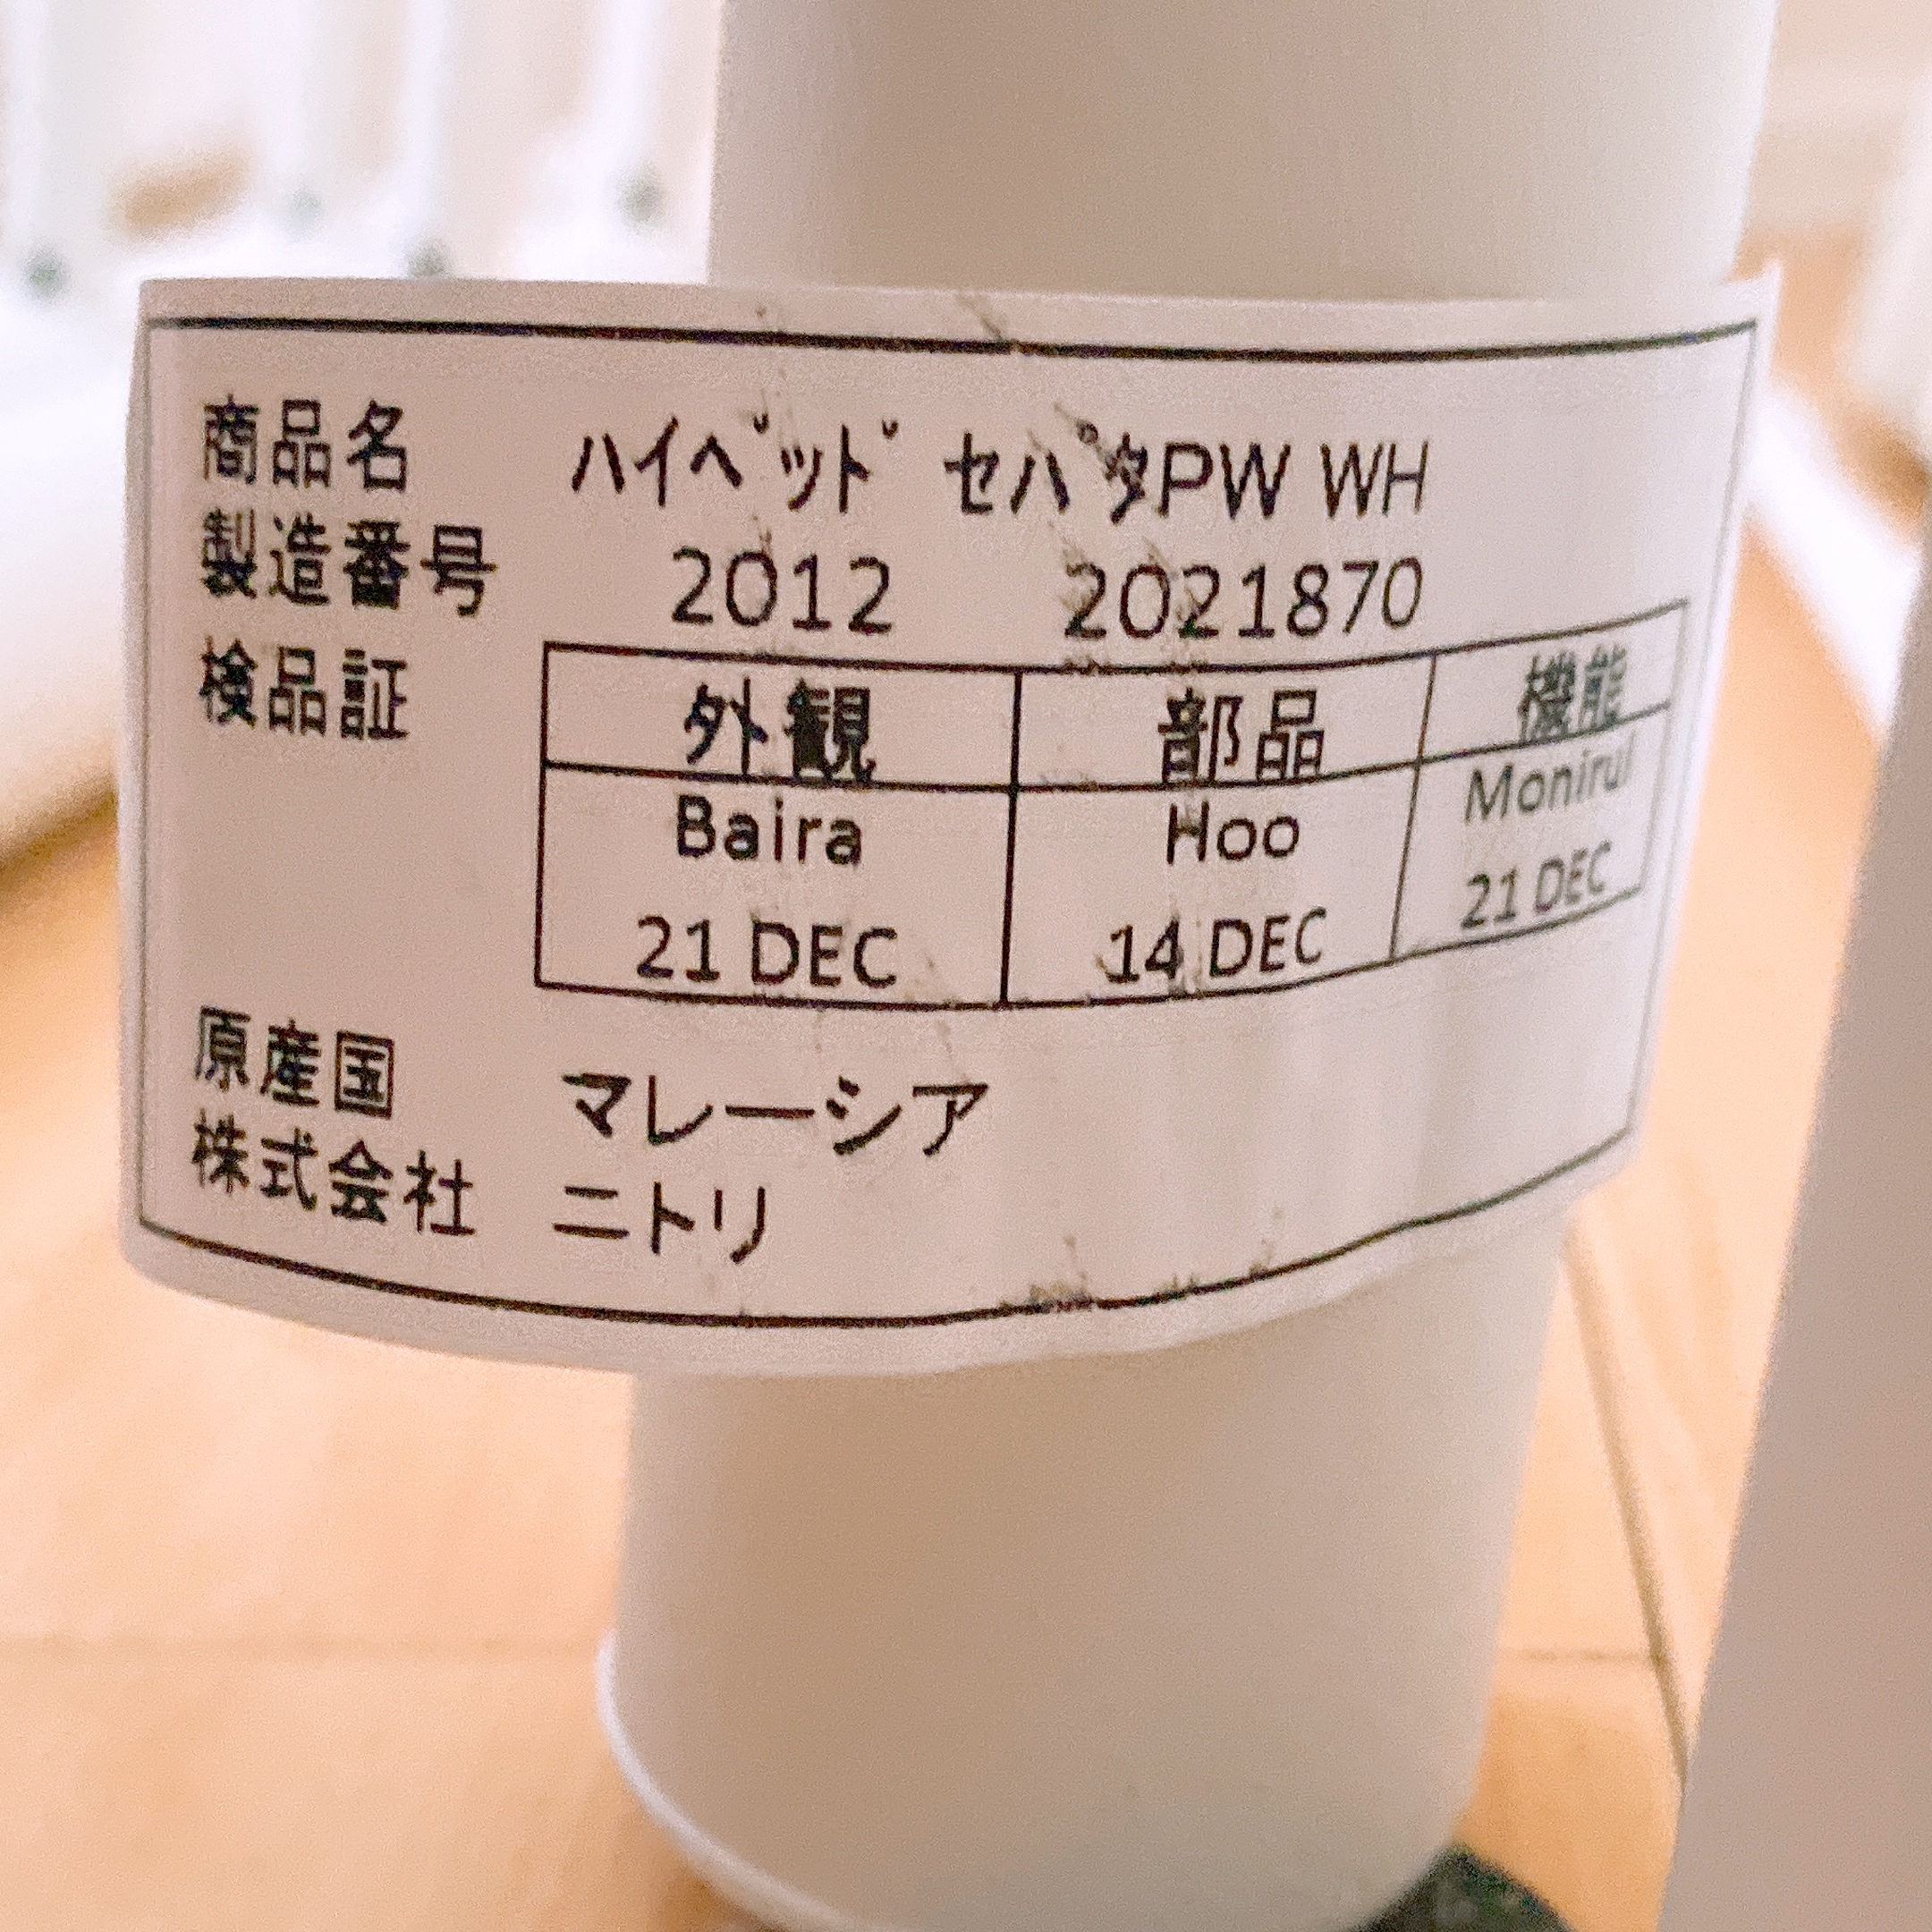 商品名 ﾊｲﾍﾞｯﾄﾞ ｾﾊﾟﾀPW WH
製造番号 2012 2021870
検品証 外観 部品 機能
Baira Hoo Monirul
21 DEC 14 DEC 21 DEC
原産国 マレーシア
株式会社 ニトリ